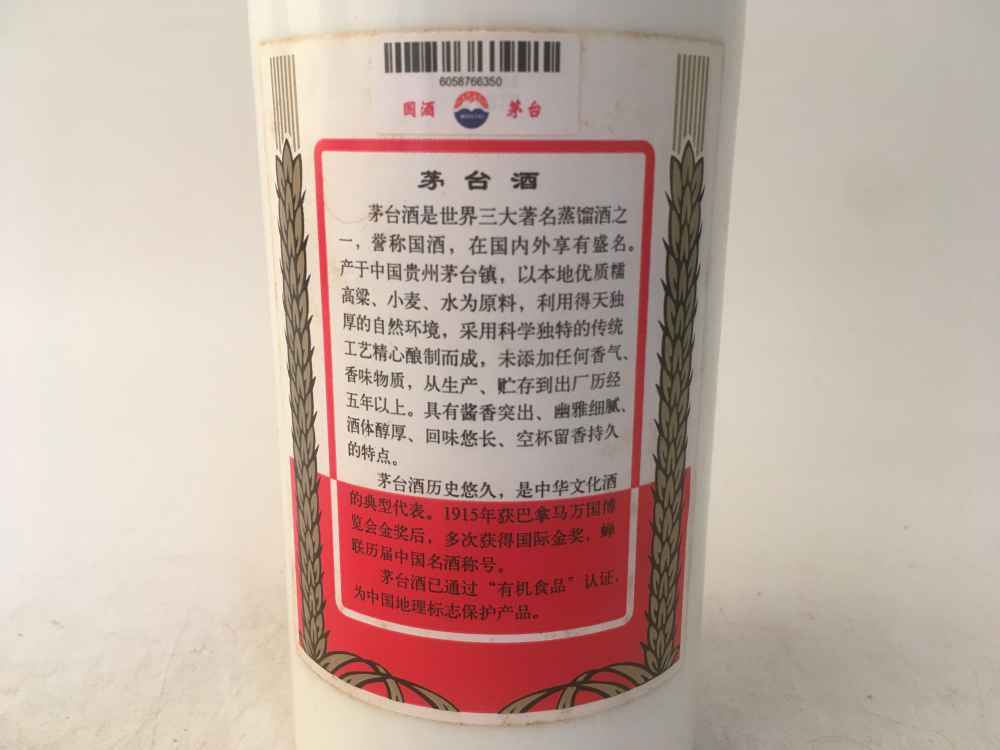 6058766350
国酒 茅台
茅台酒
茅台酒是世界三大著名蒸馏酒之
一，誉称国酒，在国内外享有盛名。
产于中国贵州茅台镇，以本地优质糯
高粱、小麦、水为原料，利用得天独
厚的自然环境，采用科学独特的传统
工艺精心酿制而成，未添加任何香气、
香味物质，从生产、贮存到出厂历经
五年以上。具有酱香突出、幽雅细腻、
酒体醇厚、回味悠长、空杯留香持久
的特点。
茅台酒历史悠久，是中华文化酒
的典型代表。1915年获巴拿马万国博
览会金奖后，多次获得国际金奖，蝉
联历届中国名酒称号。
茅台酒已通过“有机食品”认证，
为中国地理标志保护产品。